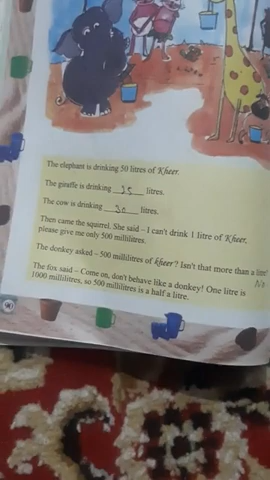 The elephant is drinking 50 litres of Kheer.
The giraffe is drinking 25 litres.
The cow is drinking 30 litres.
Then came the squirrel. She said – I can't drink 1 litre of Kheer,
please give me only 500 millilitres.
The donkey asked – 500 millilitres of kheer? Isn't that more than a litre?
No
The fox said – Come on, don't behave like a donkey! One litre is
1000 millilitres, so 500 millilitres is a half a litre.